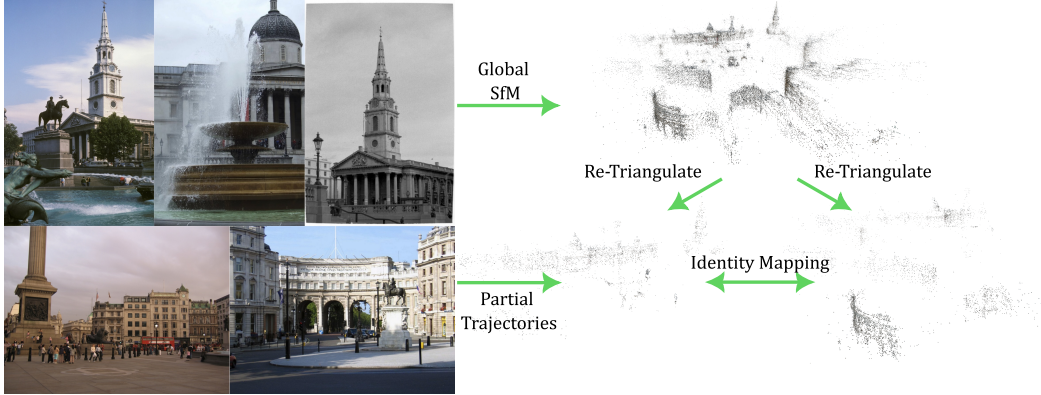 Global
SfM
Re-Triangulate
Re-Triangulate
Identity Mapping
Partial
Trajectories